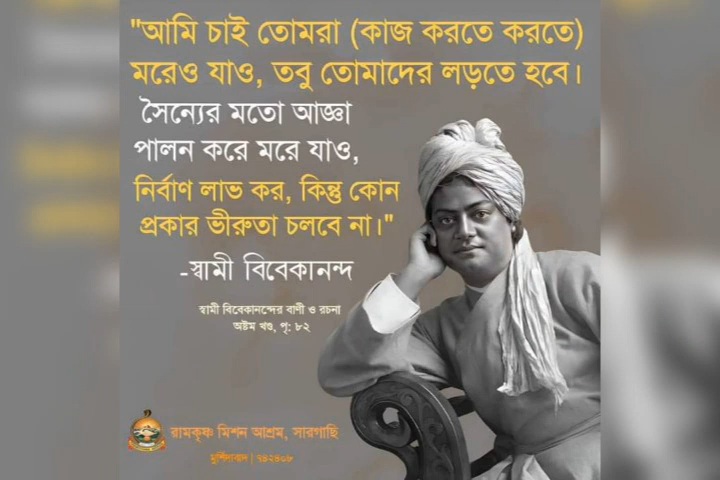 "আমি চাই তোমরা (কাজ করতে করতে)
মরেও যাও, তবু তোমাদের লড়তে হবে।
সৈন্যের মতো আজ্ঞা
পালন করে মরে যাও,
নির্বাণ লাভ কর, কিন্তু কোন
প্রকার ভীরুতা চলবে না।"
-স্বামী বিবেকানন্দ
স্বামী বিবেকানন্দের বাণী ও রচনা
অষ্টম খণ্ড, পৃ: ৮২
রামকৃষ্ণ মিশন আশ্রম, সারগাছি
মুর্শিদাবাদ | ৭৪২৪০৮